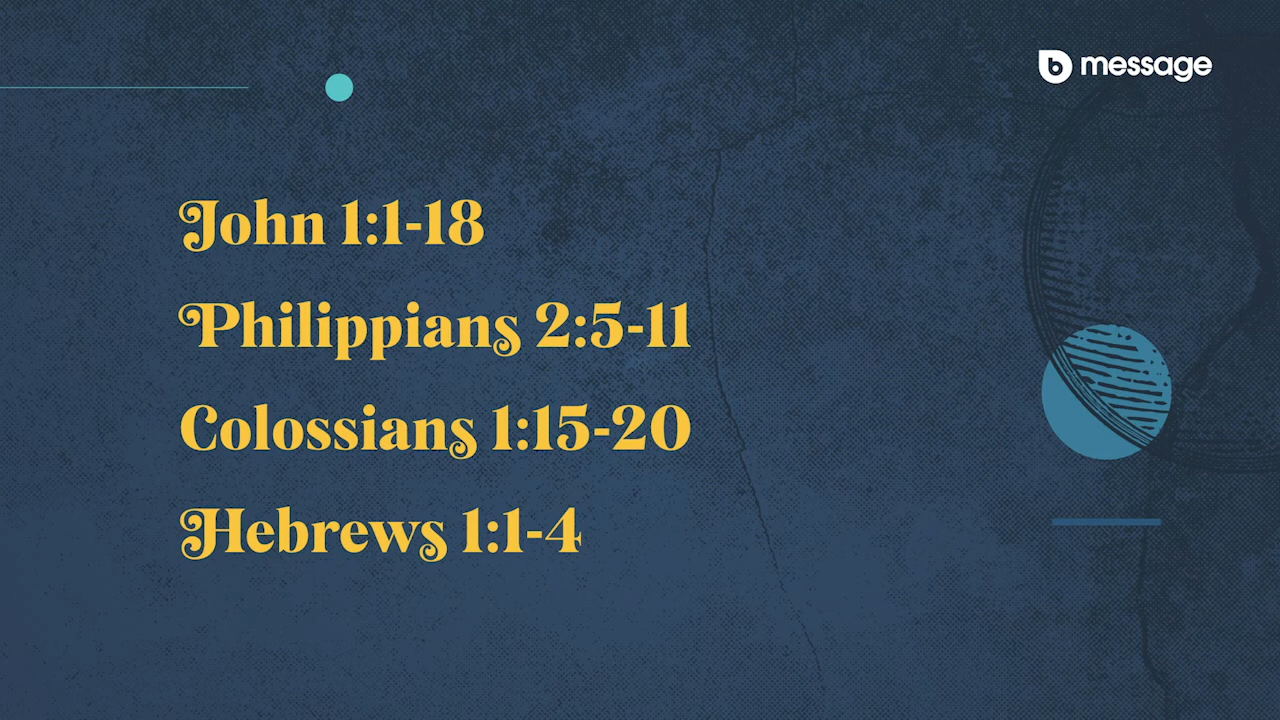 b message
John 1:1-18
Philippians 2:5-11
Colossians 1:15-20
Hebrews 1:1-4